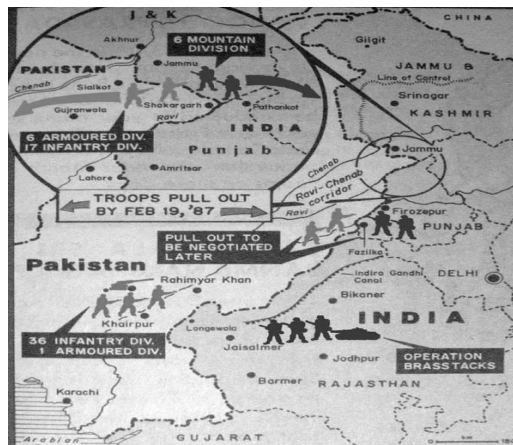 J & K
CHINA
Akhnur
6 MOUNTAIN
DIVISION
Gilgit
Jammu
JAMMU &
PAKISTAN
Line of Control
Chenab
Sialkot
Srinagar
KASHMIR
Shakargarh
Pathankot
Gujranwala
Ravi
6 ARMOURED DIV.
17 INFANTRY DIV.
INDIA
Punjab
Jammu
Amritsar
Chenab
Lahore
Ravi-Chenab
corridor
TROOPS PULL OUT
BY FEB 19, '87
Ravi
Firozepur
PUNJAB
PULL OUT TO
BE NEGOTIATED
LATER
Fazilka
Pakistan
Indira Gandhi
Canal
DELHI
Rahimyar Khan
Bikaner
Khairpur
INDIA
Longewala
36 INFANTRY DIV.
1 ARMOURED DIV.
Jaisalmer
Jodhpur
OPERATION
BRASSTACKS
Barmer
RAJASTHAN
Karachi
GUJARAT
Arabian